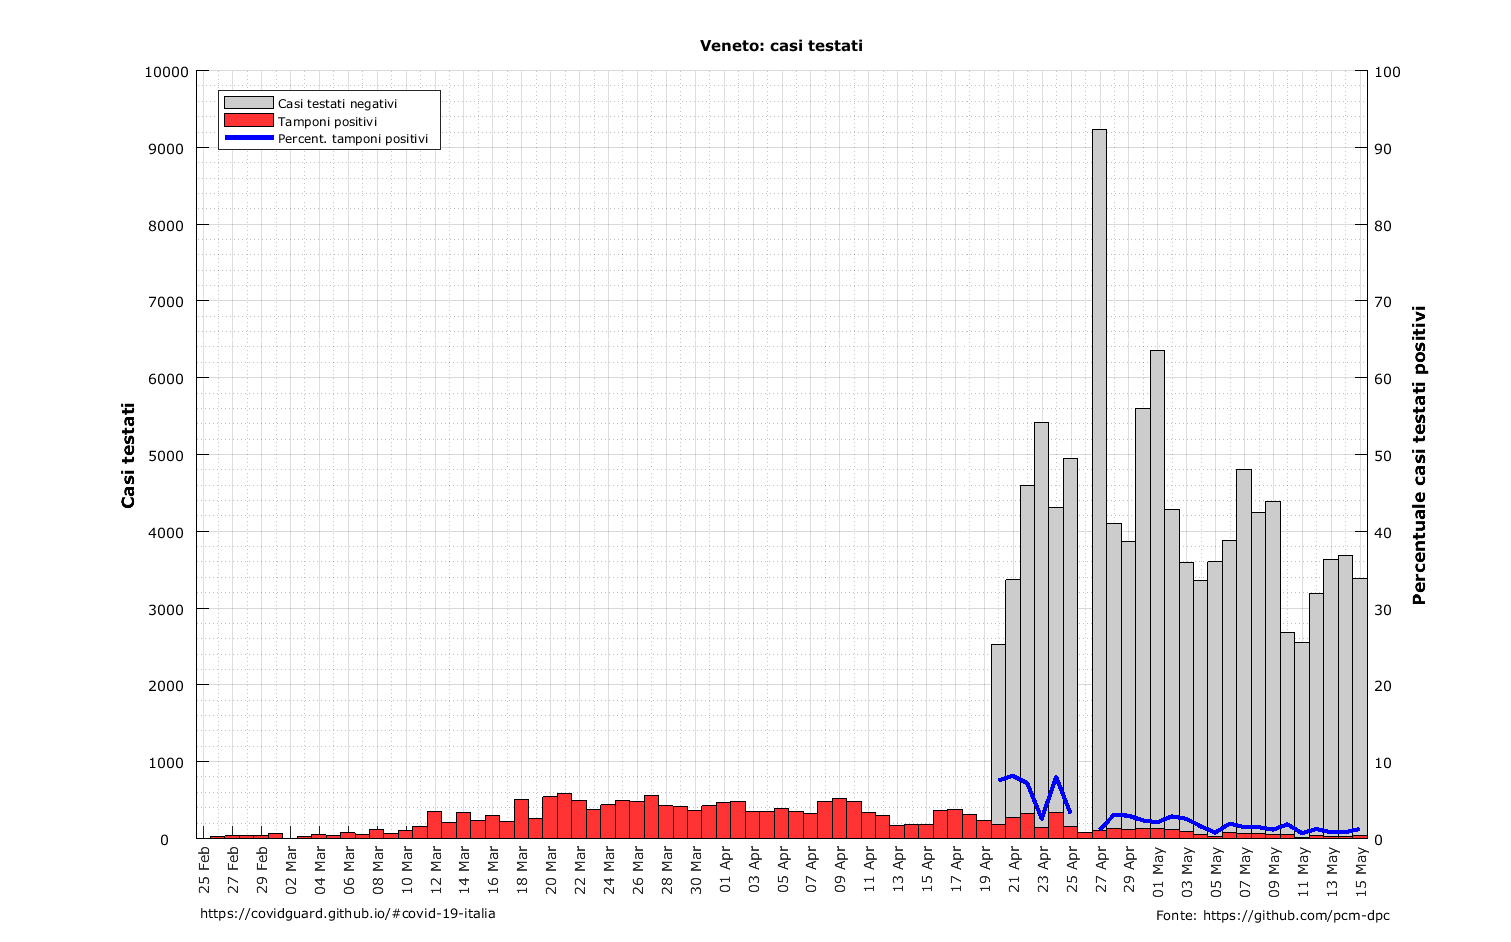 Veneto: casi testati
10000
9000
8000
7000
6000
5000
4000
3000
2000
1000
0
Casi testati
Casi testati negativi
Tamponi positivi
Percent. tamponi positivi
100
90
80
70
60
50
40
30
20
10
0
Percentuale casi testati positivi
25 Feb
27 Feb
29 Feb
02 Mar
04 Mar
06 Mar
08 Mar
10 Mar
12 Mar
14 Mar
16 Mar
18 Mar
20 Mar
22 Mar
24 Mar
26 Mar
28 Mar
30 Mar
01 Apr
03 Apr
05 Apr
07 Apr
09 Apr
11 Apr
13 Apr
15 Apr
17 Apr
19 Apr
21 Apr
23 Apr
25 Apr
27 Apr
29 Apr
01 May
03 May
05 May
07 May
09 May
11 May
13 May
15 May
https://covidguard.github.io/#covid-19-italia
Fonte: https://github.com/pcm-dpc